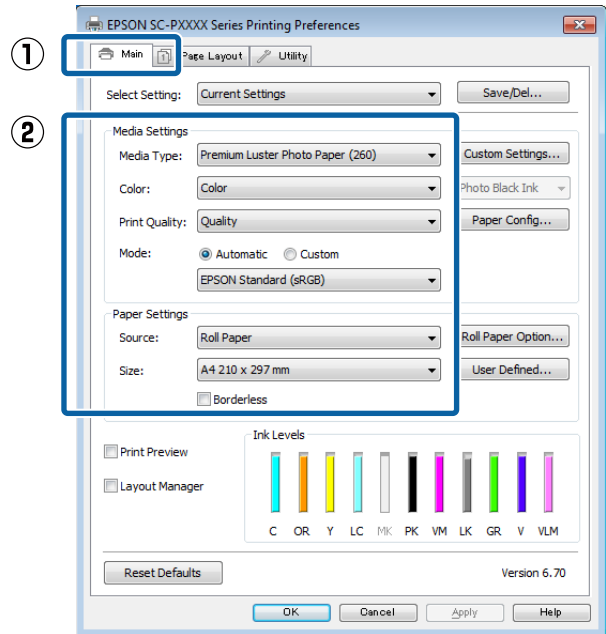 EPSON SC-PXXXX Series Printing Preferences
1
Main Page Layout Utility
Select Setting: Current Settings Save/Del...
2
Media Settings
Media Type: Premium Luster Photo Paper (260) Custom Settings...
Color: Color Photo Black Ink
Print Quality: Quality Paper Config...
Mode: Automatic Custom
EPSON Standard (sRGB)
Paper Settings
Source: Roll Paper Roll Paper Option...
Size: A4 210 x 297 mm User Defined...
Borderless
Ink Levels
Print Preview
Layout Manager
C OR Y LC MK PK VM LK GR V VLM
Reset Defaults Version 6.70
OK Cancel Apply Help